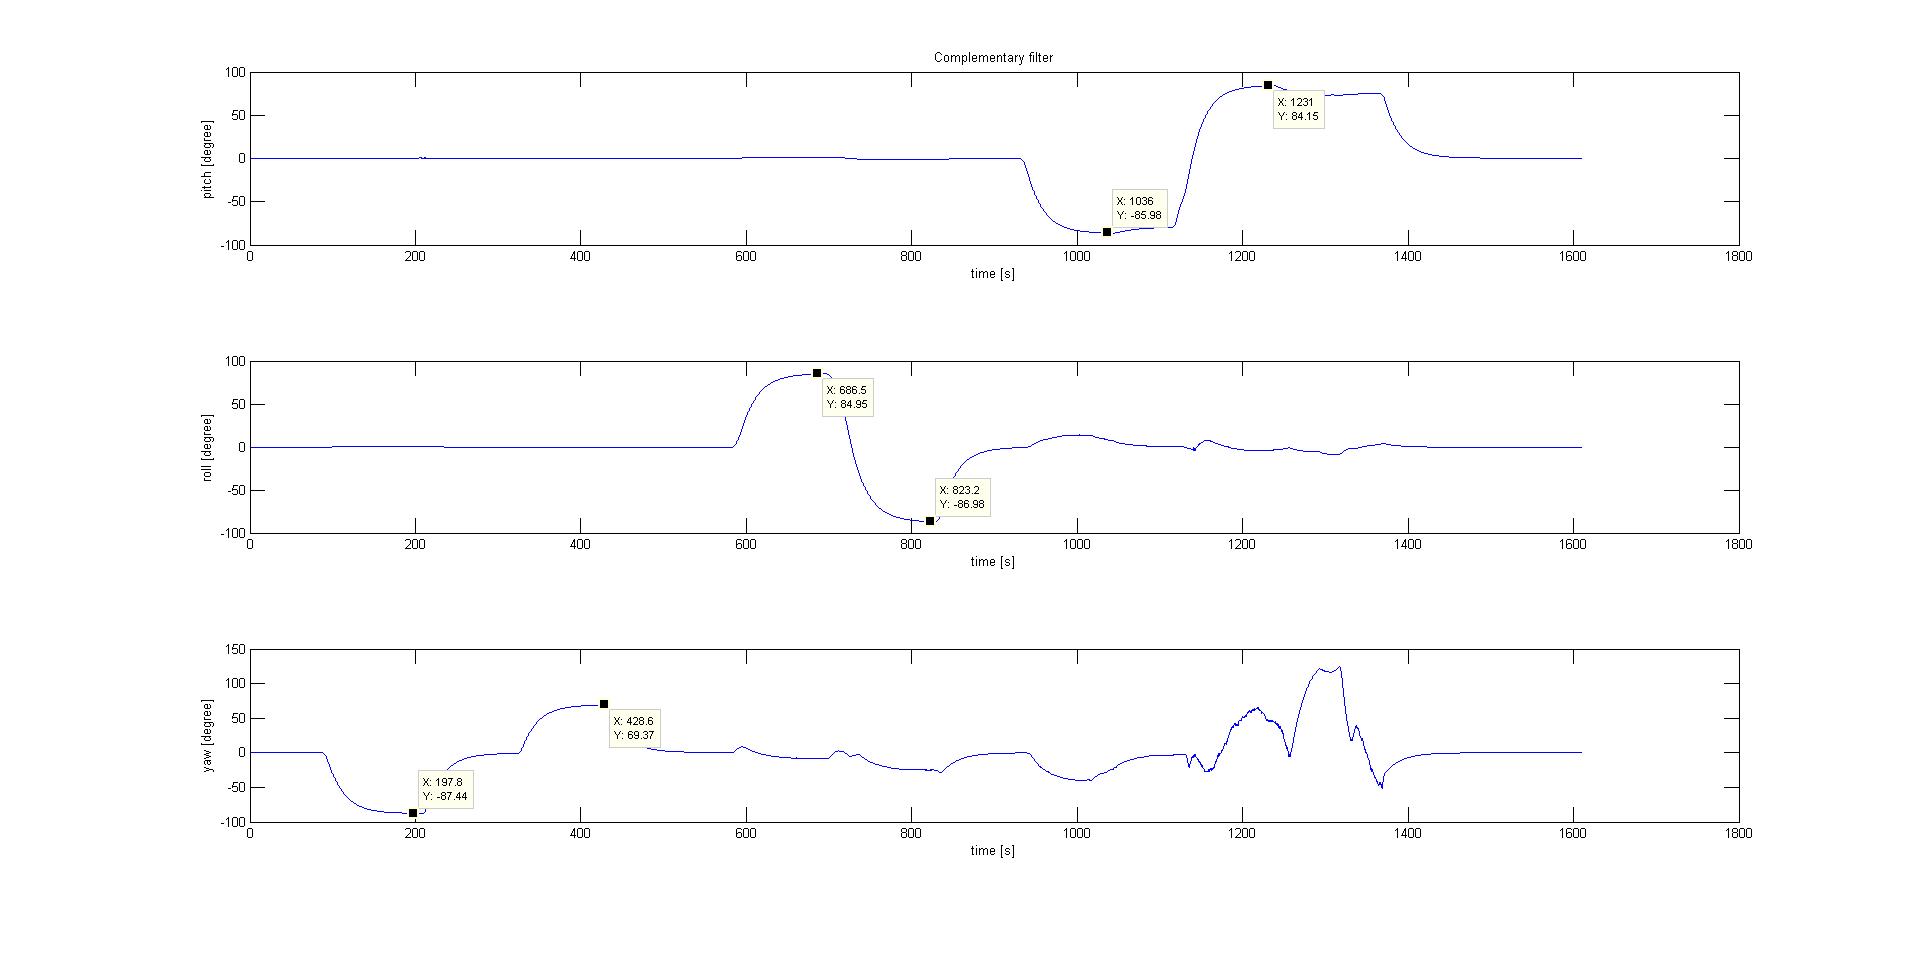 Complementary filter
100
50
0
-50
-100
pitch [degree]
X: 1231
Y: 84.15
X: 1036
Y: -85.98
0 200 400 600 800 1000 1200 1400 1600 1800
time [s]
100
50
0
-50
-100
roll [degree]
X: 686.5
Y: 84.95
X: 823.2
Y: -86.98
0 200 400 600 800 1000 1200 1400 1600 1800
time [s]
150
100
50
0
-50
-100
yaw [degree]
X: 428.6
Y: 69.37
X: 197.8
Y: -87.44
0 200 400 600 800 1000 1200 1400 1600 1800
time [s]